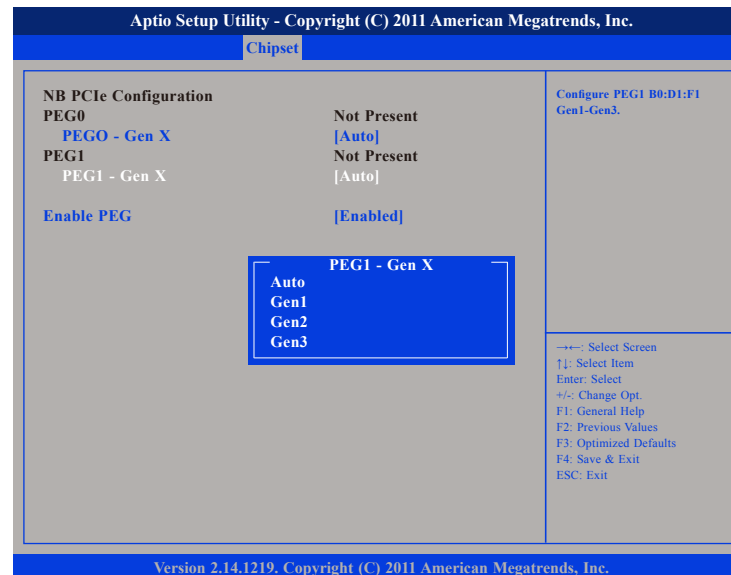 Aptio Setup Utility - Copyright (C) 2011 American Megatrends, Inc.
Chipset
NB PCIe Configuration
PEG0 Not Present
PEGO - Gen X [Auto]
PEG1 Not Present
PEG1 - Gen X [Auto]
Enable PEG [Enabled]
PEG1 - Gen X
Auto
Gen1
Gen2
Gen3
Configure PEG1 B0:D1:F1
Gen1-Gen3.
→←: Select Screen
↑↓: Select Item
Enter: Select
+/-: Change Opt.
F1: General Help
F2: Previous Values
F3: Optimized Defaults
F4: Save & Exit
ESC: Exit
Version 2.14.1219. Copyright (C) 2011 American Megatrends, Inc.